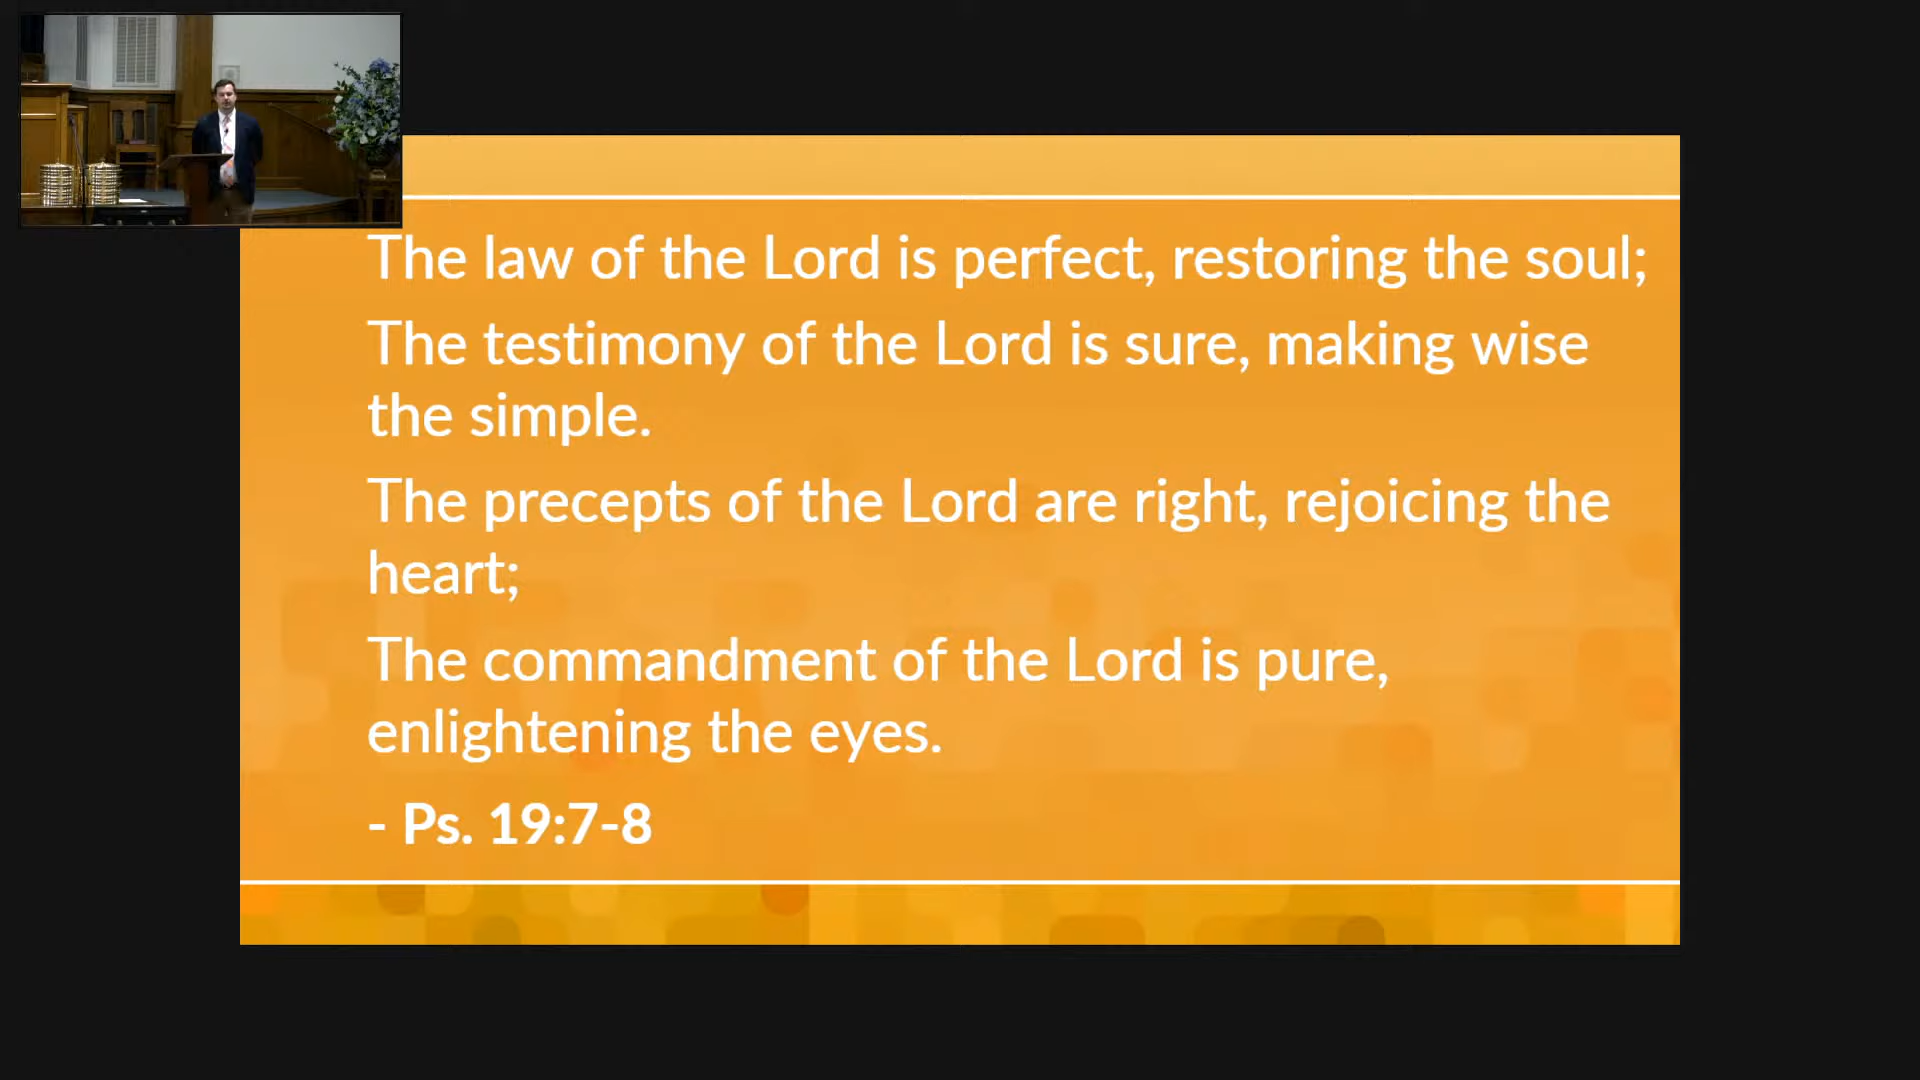 The law of the Lord is perfect, restoring the soul;
The testimony of the Lord is sure, making wise
the simple.
The precepts of the Lord are right, rejoicing the
heart;
The commandment of the Lord is pure,
enlightening the eyes.
- Ps. 19:7-8